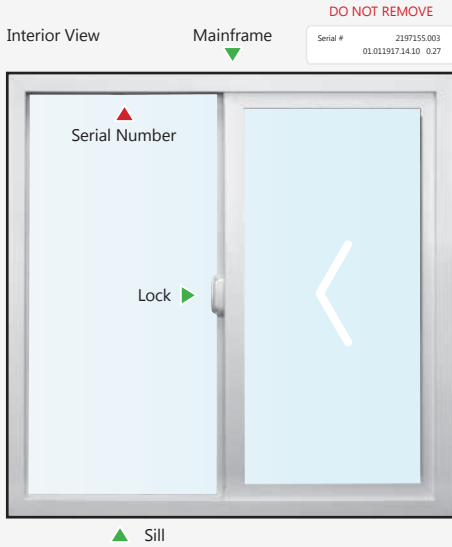 DO NOT REMOVE
Interior View
Mainframe
Serial # 2197155.003
01.011917.14.10 0.27
Serial Number
Lock
Sill